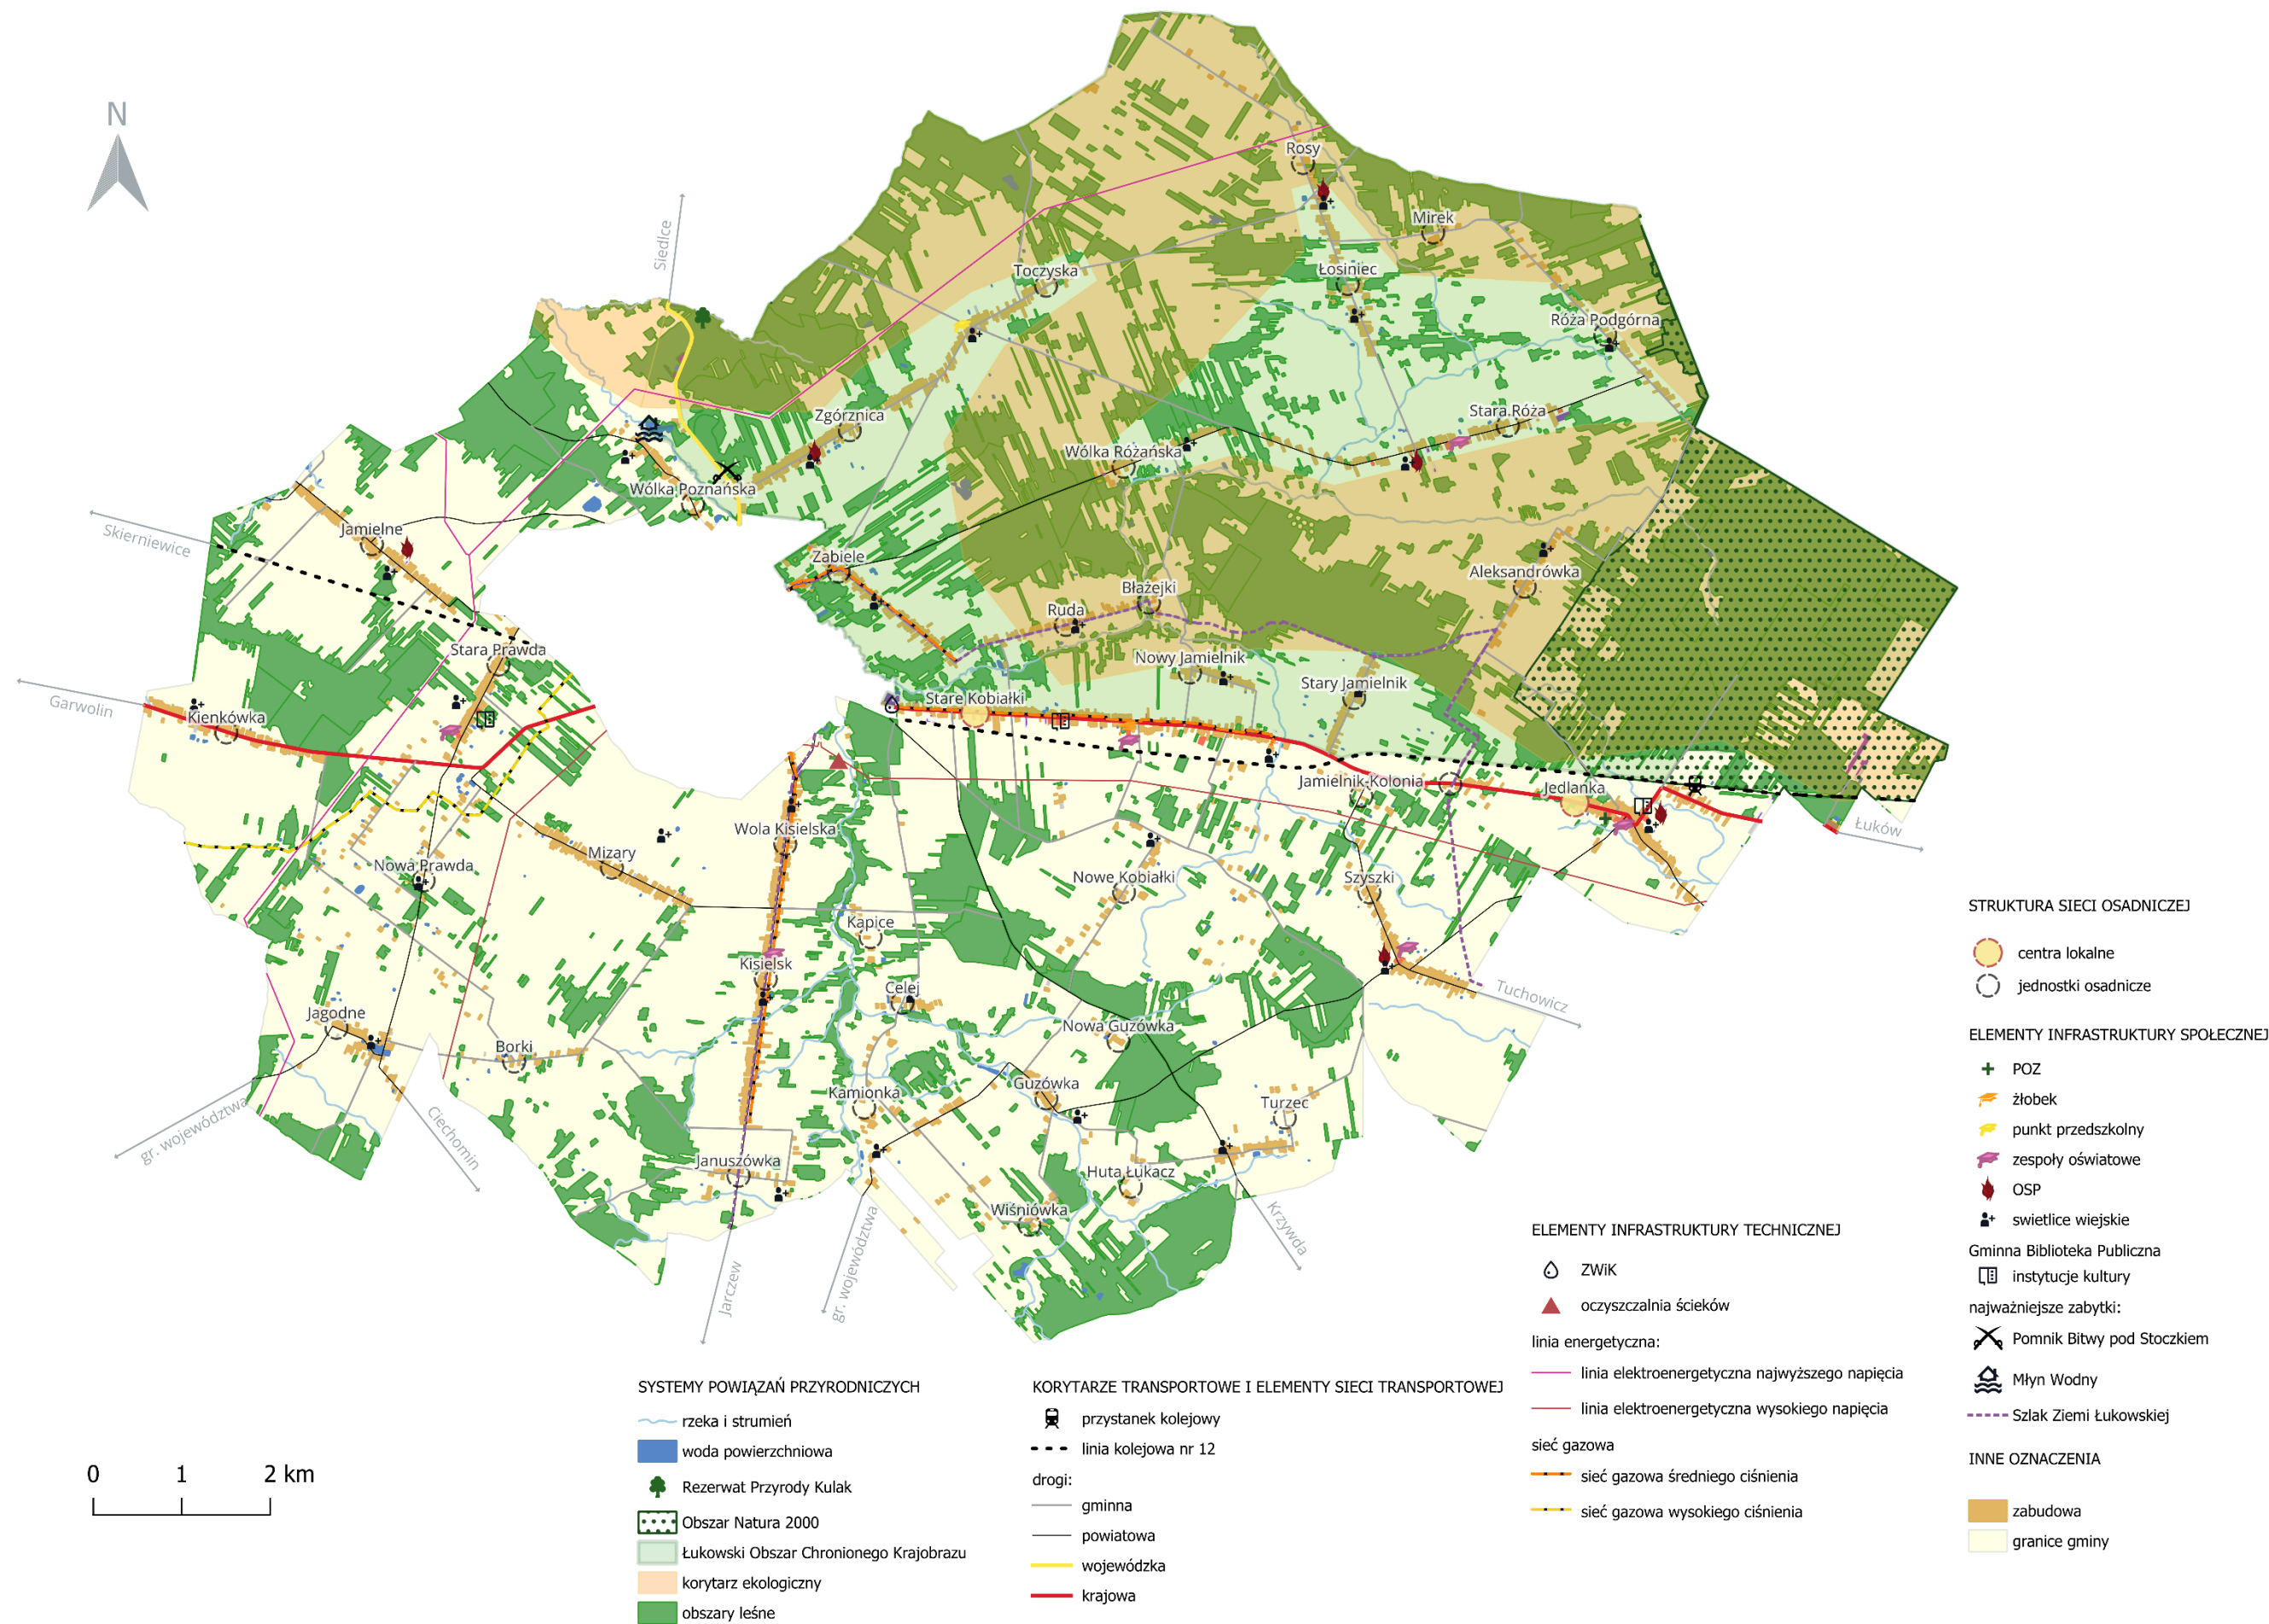 N
Siedlce
Rosy
Mirek
Toczyska
Łosiniec
Róża Podgórna
Zgórznica
Stara Róża
Wólka Różańska
Wólka Poznańska
Skierniewice
Jamielne
Zabiele
Błażejki
Aleksandrówka
Ruda
Stara Prawda
Nowy Jamielnik
Stary Jamielnik
Garwolin
Kienkówka
Stare Kobiałki
Jamielnik-Kolonia
Jedlanka
Łuków
Wola Kisielska
Mizary
Nowa Prawda
Nowe Kobiałki
Szyszki
Kapice
Kisielsk
Celej
Tuchowicz
Jagodne
Borki
Nowa Guzówka
Guzówka
Kamionka
Turzec
gr. województwa
Ciechomin
Januszówka
Huta Łukacz
Wiśniówka
Jarczew
gr. województwa
Krzywda
STRUKTURA SIECI OSADNICZEJ
centra lokalne
jednostki osadnicze
ELEMENTY INFRASTRUKTURY SPOŁECZNEJ
POZ
żłobek
punkt przedszkolny
zespoły oświatowe
OSP
swietlice wiejskie
Gminna Biblioteka Publiczna
instytucje kultury
najważniejsze zabytki:
Pomnik Bitwy pod Stoczkiem
Młyn Wodny
Szlak Ziemi Łukowskiej
INNE OZNACZENIA
zabudowa
granice gminy
ELEMENTY INFRASTRUKTURY TECHNICZNEJ
ZWiK
oczyszczalnia ścieków
linia energetyczna:
linia elektroenergetyczna najwyższego napięcia
linia elektroenergetyczna wysokiego napięcia
sieć gazowa
sieć gazowa średniego ciśnienia
sieć gazowa wysokiego ciśnienia
SYSTEMY POWIĄZAŃ PRZYRODNICZYCH
rzeka i strumień
woda powierzchniowa
Rezerwat Przyrody Kulak
Obszar Natura 2000
Łukowski Obszar Chronionego Krajobrazu
korytarz ekologiczny
obszary leśne
KORYTARZE TRANSPORTOWE I ELEMENTY SIECI TRANSPORTOWEJ
przystanek kolejowy
linia kolejowa nr 12
drogi:
gminna
powiatowa
wojewódzka
krajowa
0 1 2 km